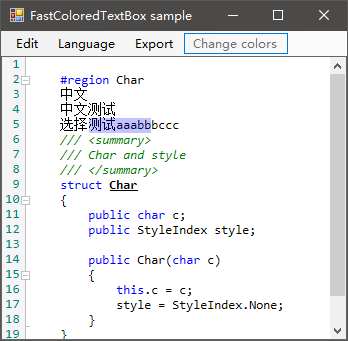 FastColoredTextBox sample
Edit Language Export Change colors
1
2 #region Char
3 中文
4 中文测试
5 选择测试aaabbbccc
6 /// <summary>
7 /// Char and style
8 /// </summary>
9 struct Char
10 {
11 public char c;
12 public StyleIndex style;
13
14 public Char(char c)
15 {
16 this.c = c;
17 style = StyleIndex.None;
18 }
19 }